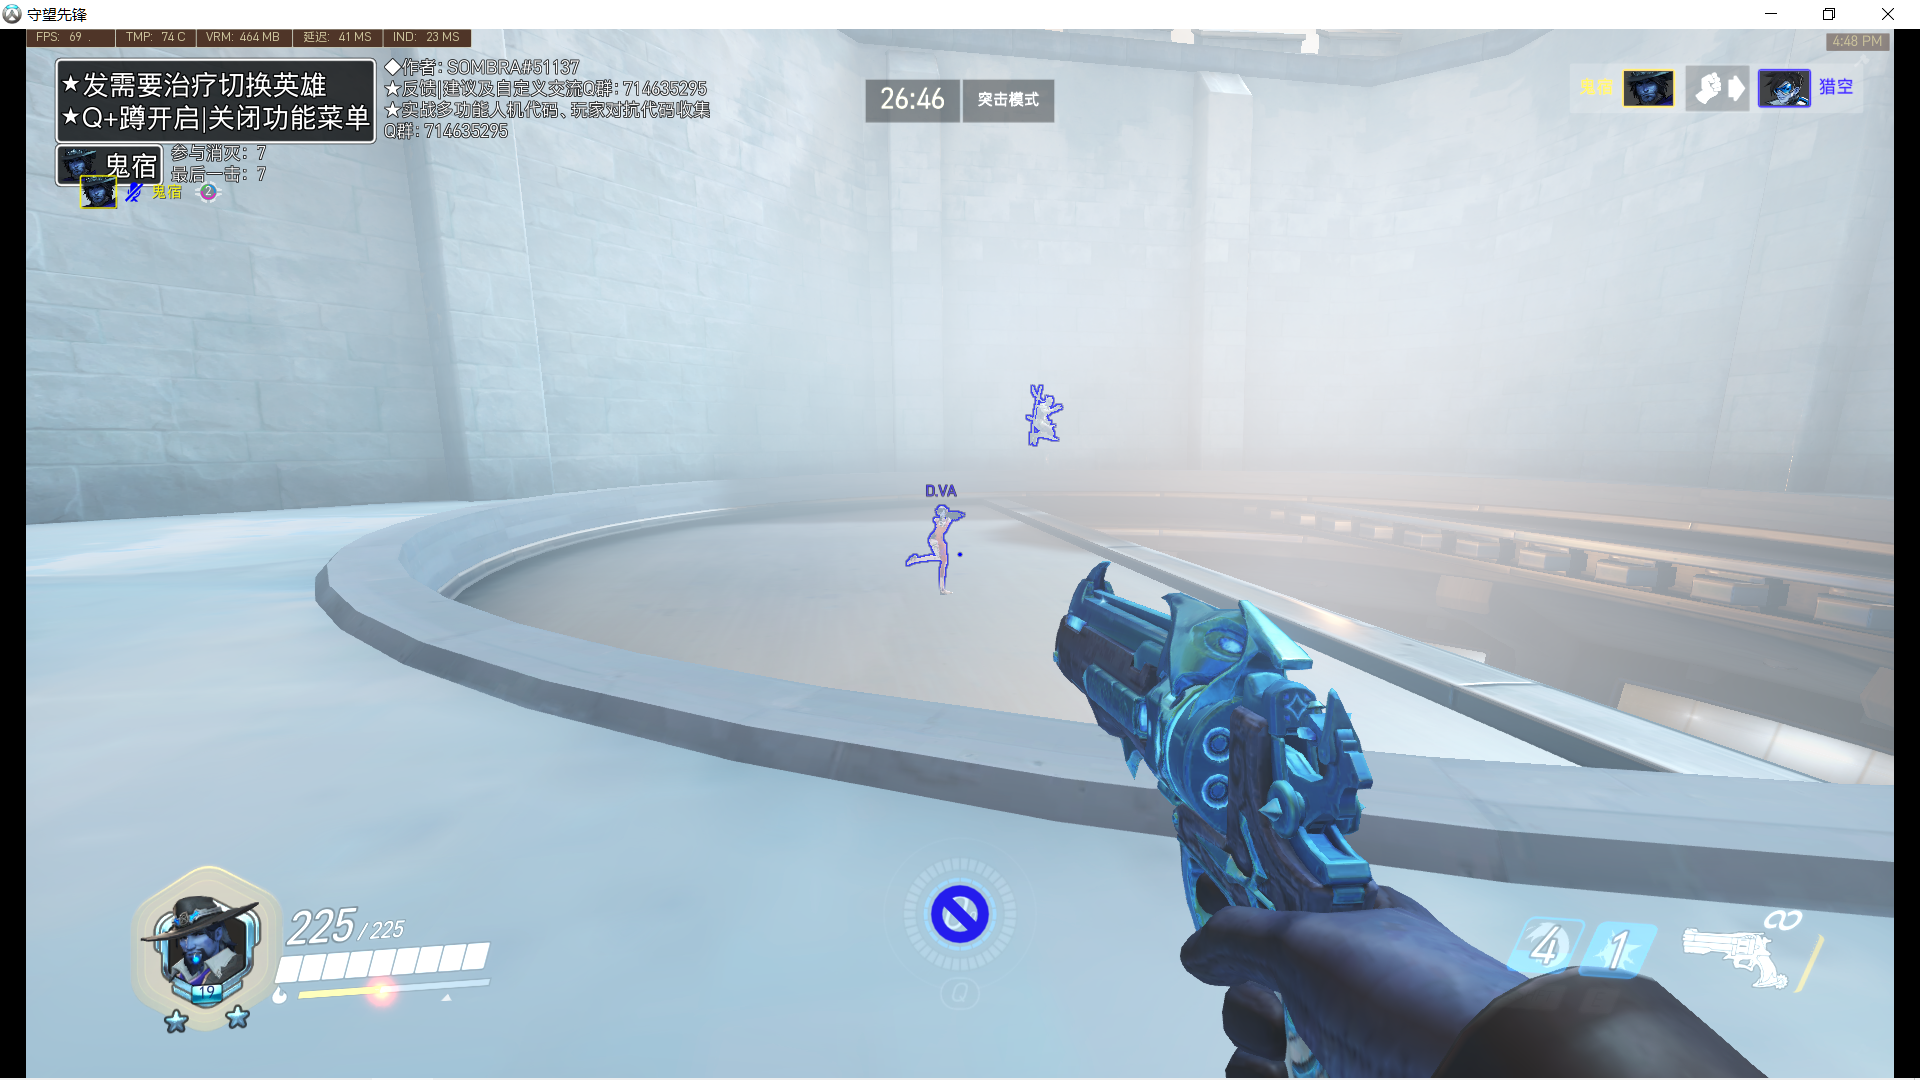 守望先锋
FPS: 69 .
TMP: 74 C
VRM: 464 MB
延迟: 41 MS
IND: 23 MS
4:48 PM
★发需要治疗切换英雄
★Q+蹲开启|关闭功能菜单
◆作者: SOMBRA#51137
★反馈|建议及自定义交流Q群: 714635295
★实战多功能人机代码、玩家对抗代码收集
Q群: 714635295
鬼宿
参与消灭: 7
最后一击: 7
鬼宿
2
26:46
突击模式
鬼宿
猎空
D.VA
225/225
19
Q
4
1
∞